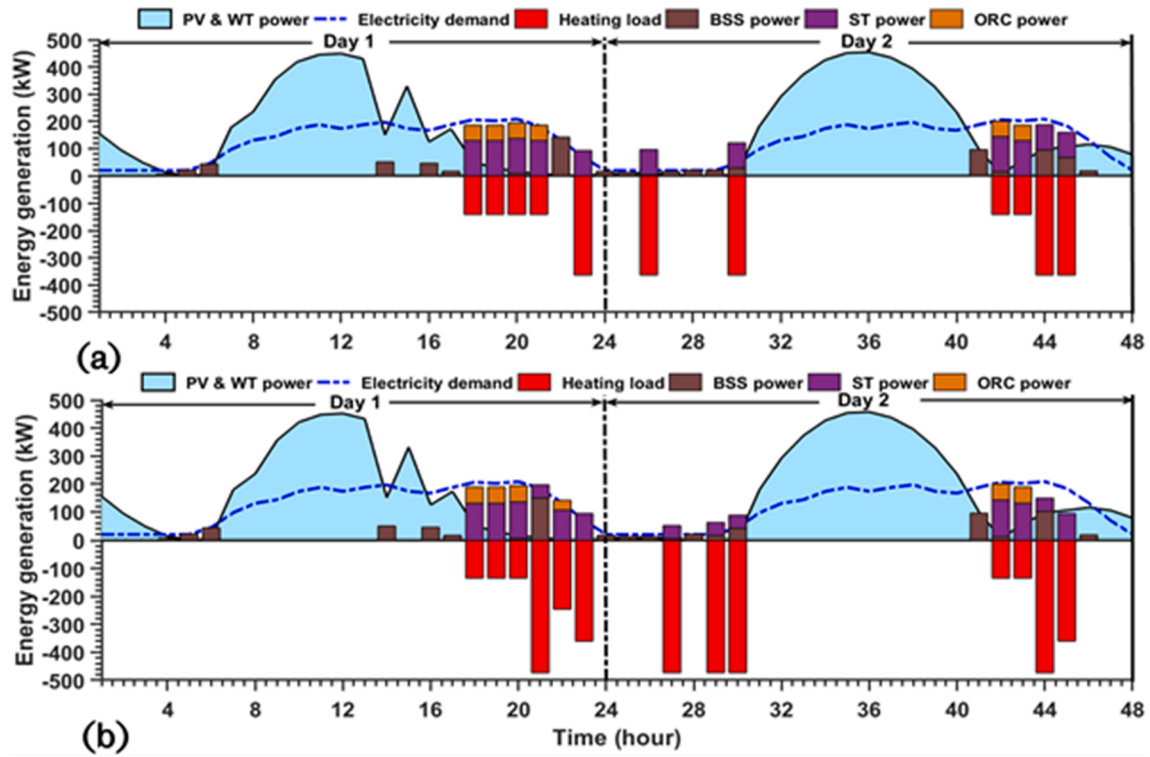 PV & WT power Electricity demand Heating load BSS power ST power ORC power
Day 1 Day 2
Energy generation (kW)
500
400
300
200
100
0
-100
-200
-300
-400
-500
4 8 12 16 20 24 28 32 36 40 44 48
(a)
PV & WT power Electricity demand Heating load BSS power ST power ORC power
Day 1 Day 2
Energy generation (kW)
500
400
300
200
100
0
-100
-200
-300
-400
-500
4 8 12 16 20 24 28 32 36 40 44 48
(b)
Time (hour)